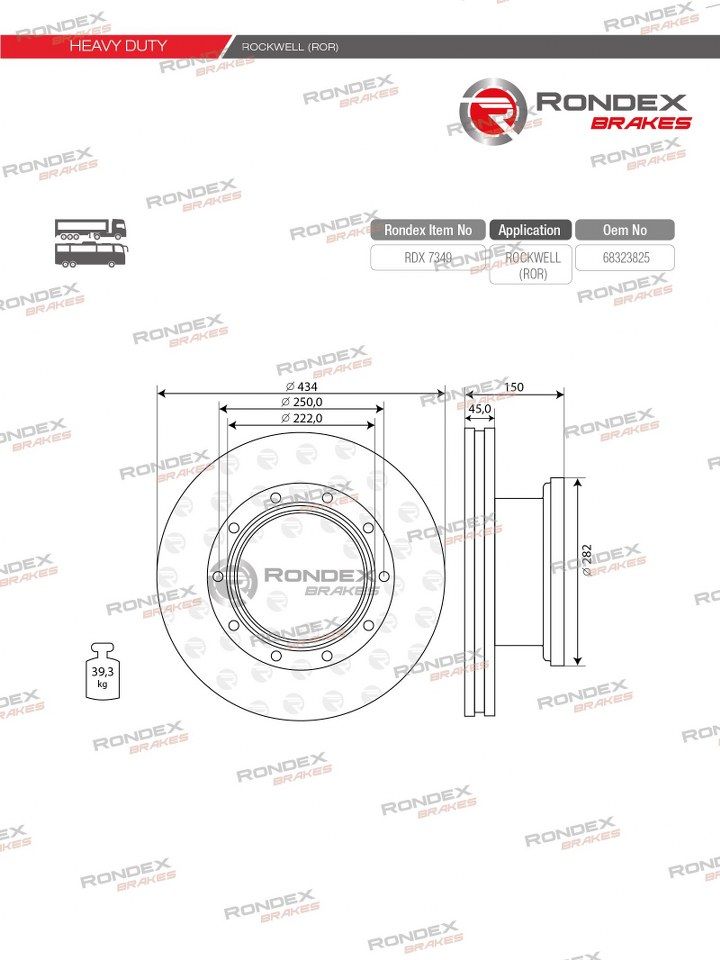 HEAVY DUTY
ROCKWELL (ROR)
RONDEX
BRAKES
Rondex Item No
Application
Oem No
RDX 7349
ROCKWELL
(ROR)
68323825
⌀ 434
⌀ 250,0
⌀ 222,0
150
45,0
⌀ 282
RONDEX
BRAKES
39,3
kg